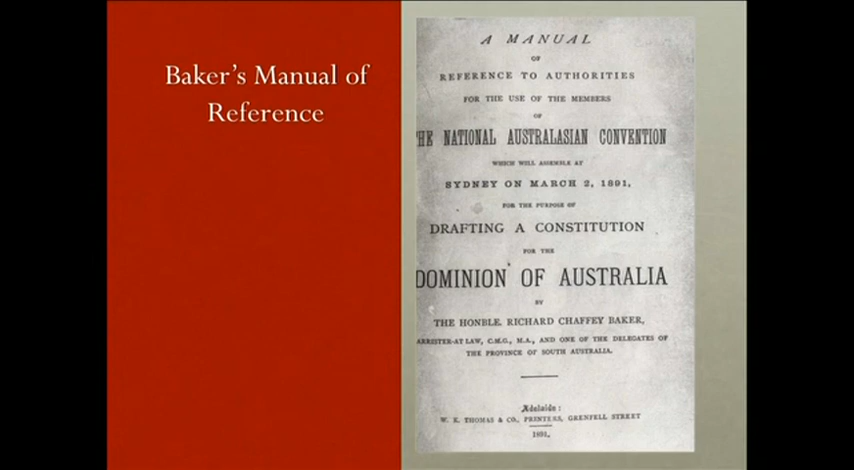 Baker's Manual of
Reference
A MANUAL
OF
REFERENCE TO AUTHORITIES
FOR THE USE OF THE MEMBERS
OF
HE NATIONAL AUSTRALASIAN CONVENTION
WHICH WILL ASSEMBLE AT
SYDNEY ON MARCH 2, 1891,
FOR THE PURPOSE OF
DRAFTING A CONSTITUTION
FOR THE
DOMINION OF AUSTRALIA
BY
THE HONBLE. RICHARD CHAFFEY BAKER,
ARRISTER-AT LAW, C.M.G., M.A., AND ONE OF THE DELEGATES OF
THE PROVINCE OF SOUTH AUSTRALIA.
Adelaide:
W. K. THOMAS & CO., PRINTERS, GRENFELL STREET
1891.